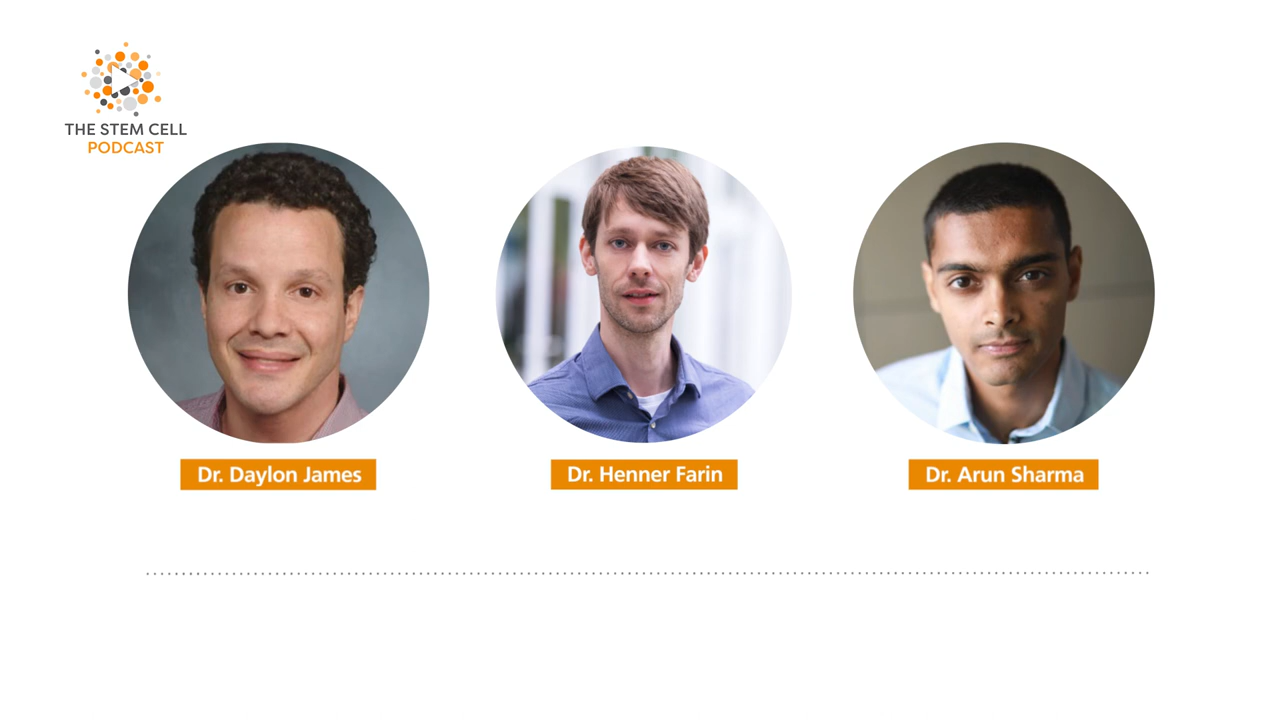 THE STEM CELL
PODCAST
Dr. Daylon James
Dr. Henner Farin
Dr. Arun Sharma